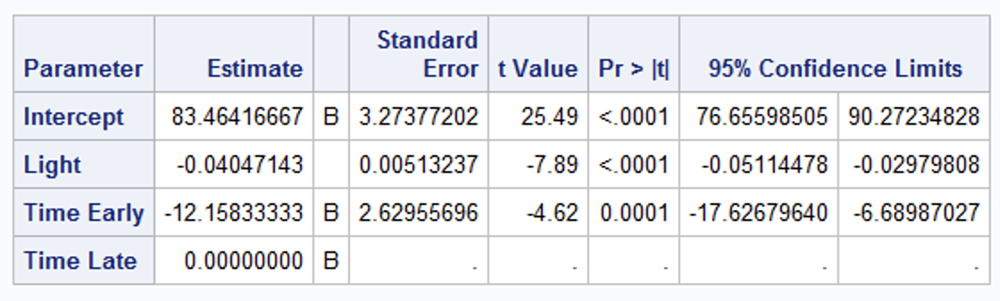 Parameter Estimate Standard Error t Value Pr > |t| 95% Confidence Limits
Intercept 83.46416667 B 3.27377202 25.49 <.0001 76.65598505 90.27234828
Light -0.04047143 0.00513237 -7.89 <.0001 -0.05114478 -0.02979808
Time Early -12.15833333 B 2.62955696 -4.62 0.0001 -17.62679640 -6.68987027
Time Late 0.00000000 B . . . . .